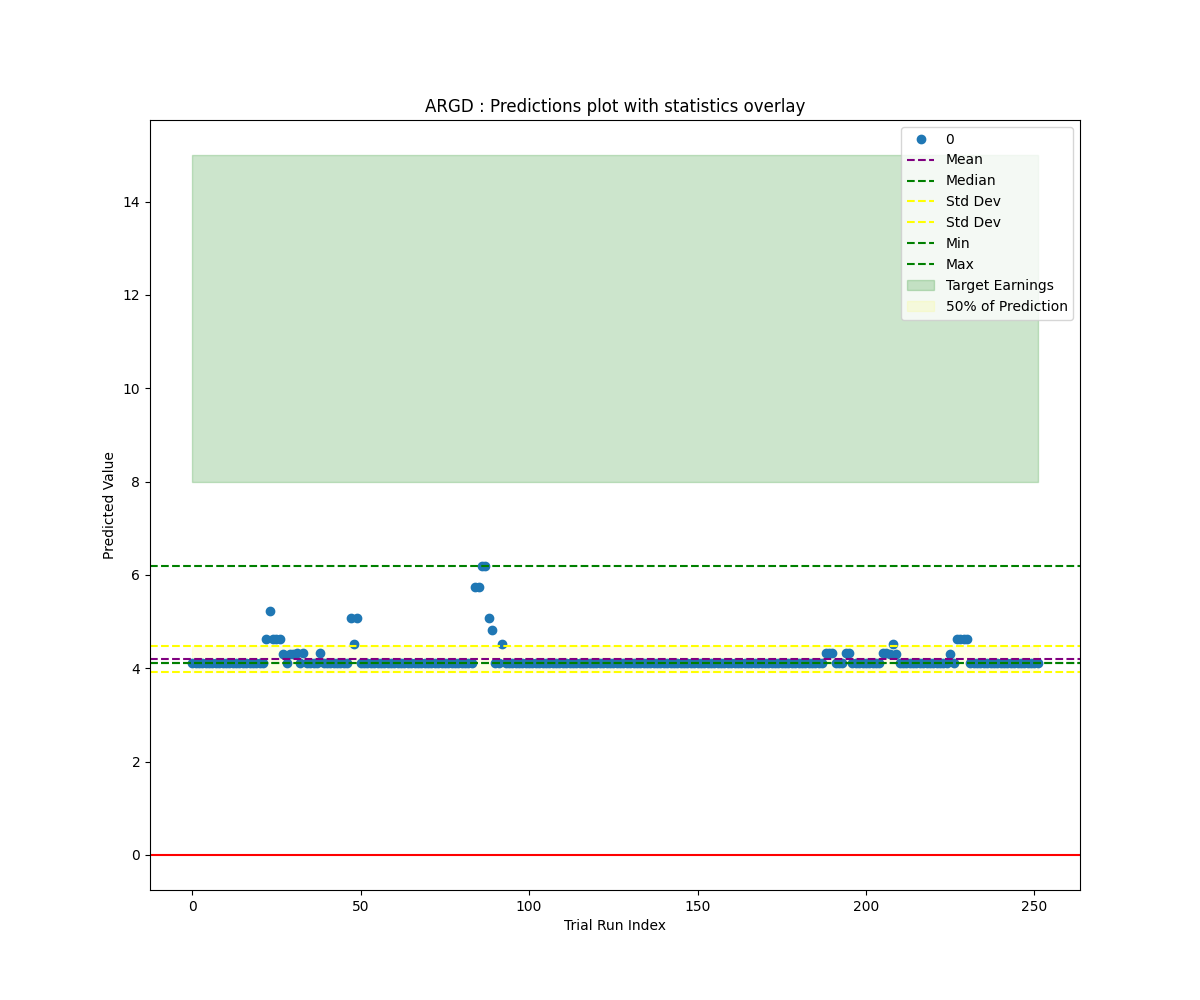 ARGD : Predictions plot with statistics overlay
0
Mean
Median
Std Dev
Std Dev
Min
Max
Target Earnings
50% of Prediction
14
12
10
8
6
4
2
0
Predicted Value
0 50 100 150 200 250
Trial Run Index